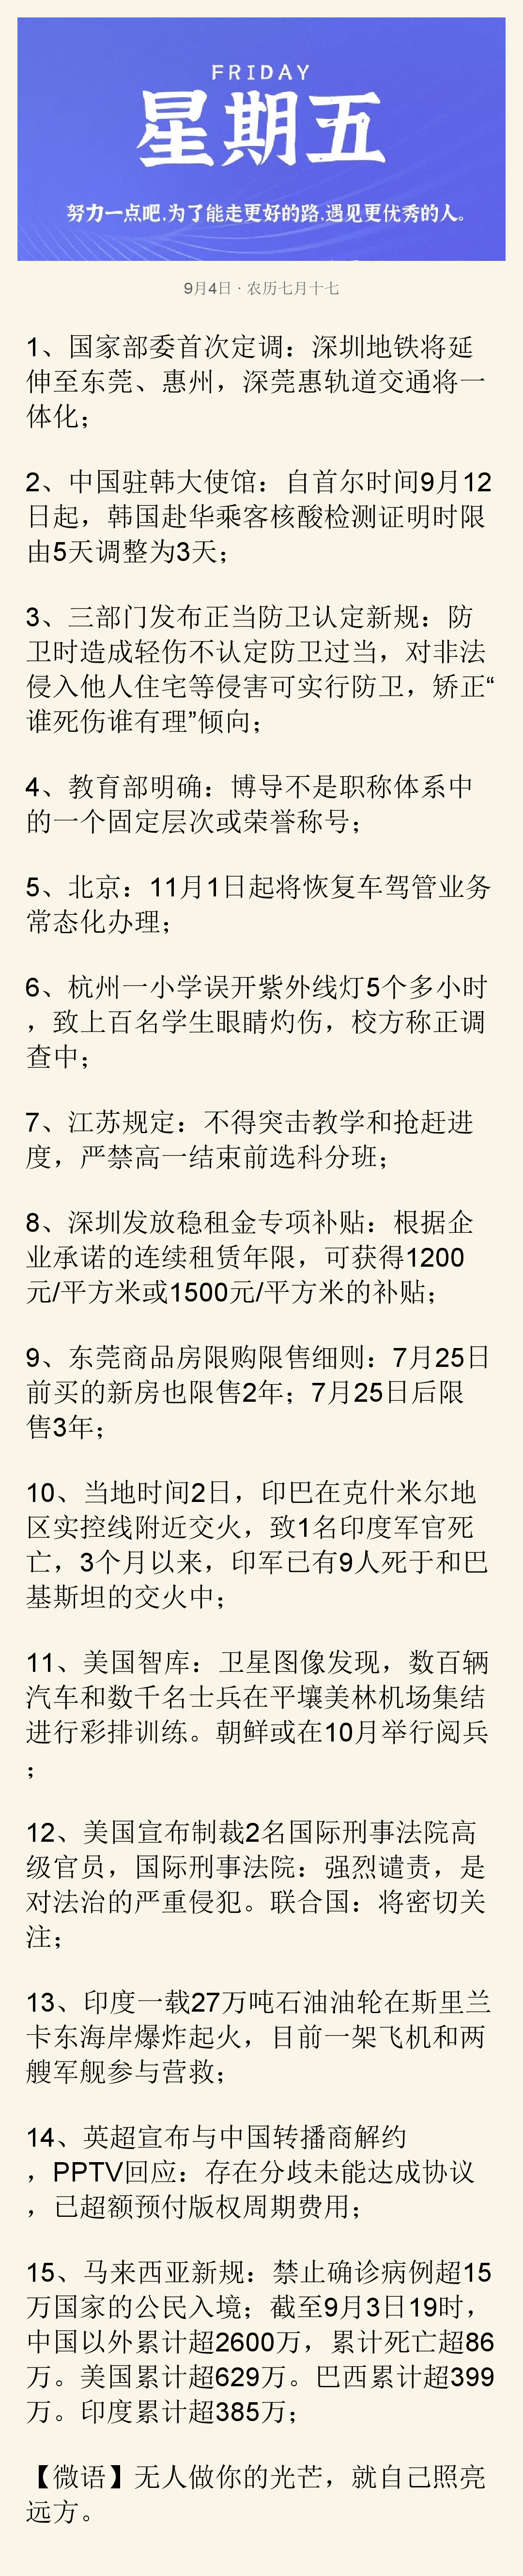 FRIDAY
星期五
努力一点吧,为了能走更好的路,遇见更优秀的人。
9月4日 · 农历七月十七
1、国家部委首次定调：深圳地铁将延
伸至东莞、惠州，深莞惠轨道交通将一
体化；
2、中国驻韩大使馆：自首尔时间9月12
日起，韩国赴华乘客核酸检测证明时限
由5天调整为3天；
3、三部门发布正当防卫认定新规：防
卫时造成轻伤不认定防卫过当，对非法
侵入他人住宅等侵害可实行防卫，矫正“
谁死伤谁有理”倾向；
4、教育部明确：博导不是职称体系中
的一个固定层次或荣誉称号；
5、北京：11月1日起将恢复车驾管业务
常态化办理；
6、杭州一小学误开紫外线灯5个多小时
，致上百名学生眼睛灼伤，校方称正调
查中；
7、江苏规定：不得突击教学和抢赶进
度，严禁高一结束前选科分班；
8、深圳发放稳租金专项补贴：根据企
业承诺的连续租赁年限，可获得1200
元/平方米或1500元/平方米的补贴；
9、东莞商品房限购限售细则：7月25日
前买的新房也限售2年；7月25日后限
售3年；
10、当地时间2日，印巴在克什米尔地
区实控线附近交火，致1名印度军官死
亡，3个月以来，印军已有9人死于和巴
基斯坦的交火中；
11、美国智库：卫星图像发现，数百辆
汽车和数千名士兵在平壤美林机场集结
进行彩排训练。朝鲜或在10月举行阅兵
；
12、美国宣布制裁2名国际刑事法院高
级官员，国际刑事法院：强烈谴责，是
对法治的严重侵犯。联合国：将密切关
注；
13、印度一载27万吨石油油轮在斯里兰
卡东海岸爆炸起火，目前一架飞机和两
艘军舰参与营救；
14、英超宣布与中国转播商解约
，PPTV回应：存在分歧未能达成协议
，已超额预付版权周期费用；
15、马来西亚新规：禁止确诊病例超15
万国家的公民入境；截至9月3日19时，
中国以外累计超2600万，累计死亡超86
万。美国累计超629万。巴西累计超399
万。印度累计超385万；
【微语】无人做你的光芒，就自己照亮
远方。